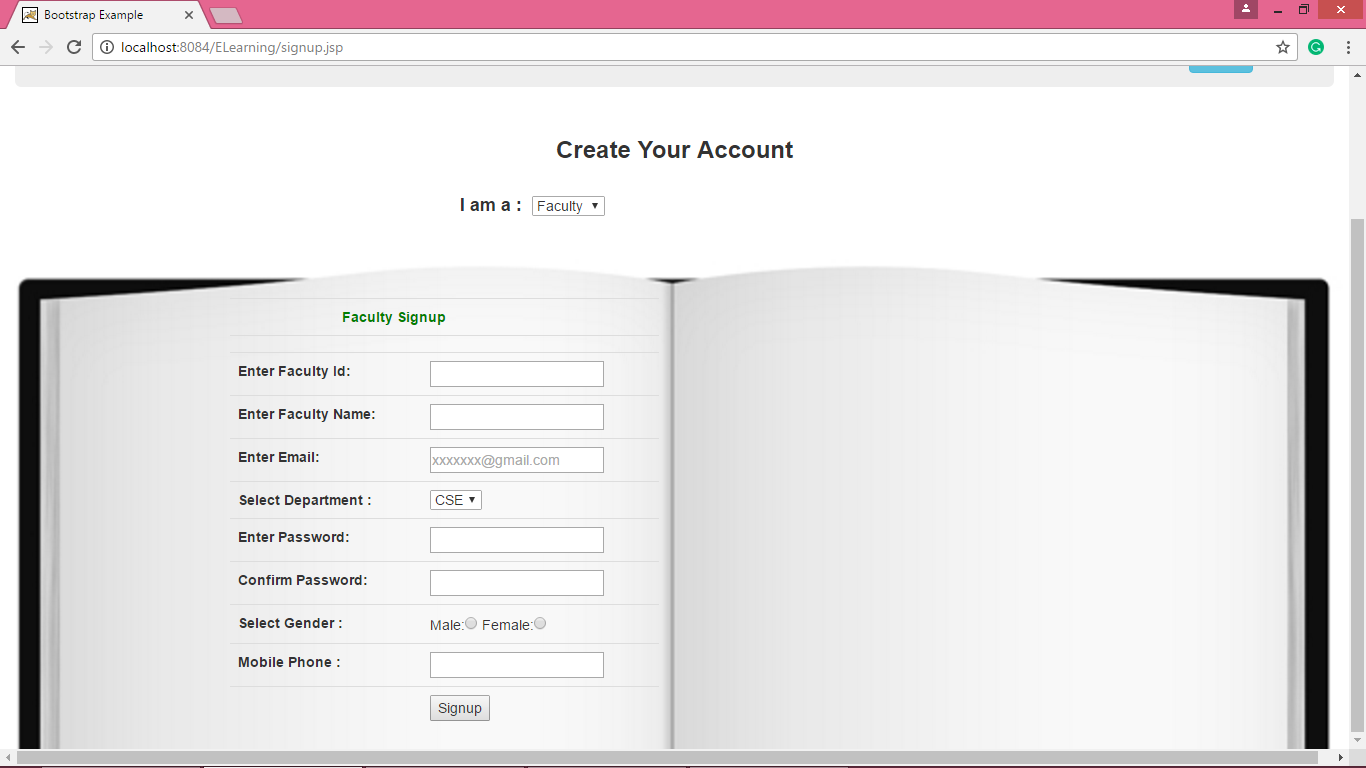 Bootstrap Example
localhost:8084/ELearning/signup.jsp
Create Your Account
I am a : Faculty
Faculty Signup
Enter Faculty Id:
Enter Faculty Name:
Enter Email: xxxxxxx@gmail.com
Select Department : CSE
Enter Password:
Confirm Password:
Select Gender : Male: Female:
Mobile Phone :
Signup